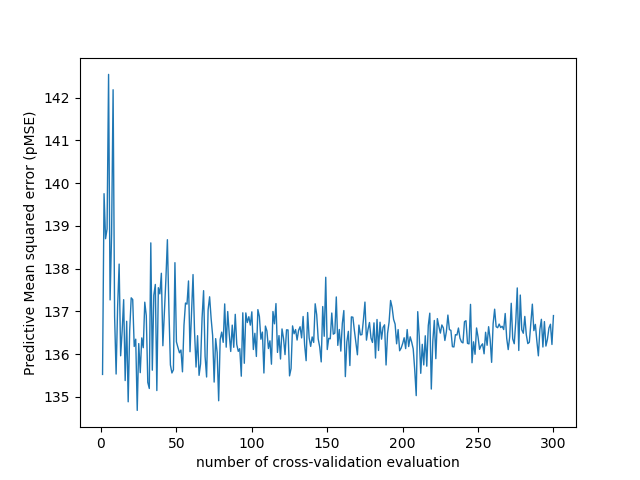 142
141
140
139
138
137
136
135
Predictive Mean squared error (pMSE)
0 50 100 150 200 250 300
number of cross-validation evaluation